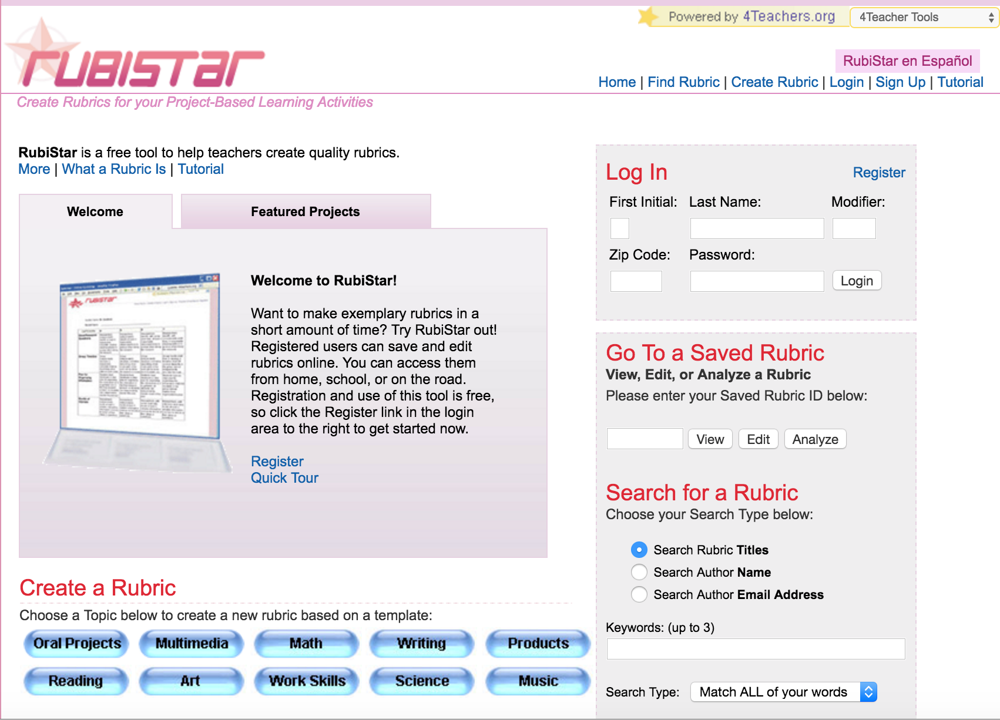 Powered by 4Teachers.org
4Teacher Tools
RUBISTAR
RubiStar en Español
Home | Find Rubric | Create Rubric | Login | Sign Up | Tutorial
Create Rubrics for your Project-Based Learning Activities
RubiStar is a free tool to help teachers create quality rubrics.
More | What a Rubric Is | Tutorial
Welcome
Featured Projects
rubistar
Welcome to RubiStar!
Want to make exemplary rubrics in a
short amount of time? Try RubiStar out!
Registered users can save and edit
rubrics online. You can access them
from home, school, or on the road.
Registration and use of this tool is free,
so click the Register link in the login
area to the right to get started now.
Register
Quick Tour
Create a Rubric
Choose a Topic below to create a new rubric based on a template:
Oral Projects
Multimedia
Math
Writing
Products
Reading
Art
Work Skills
Science
Music
Log In
Register
First Initial:
Last Name:
Modifier:
Zip Code:
Password:
Login
Go To a Saved Rubric
View, Edit, or Analyze a Rubric
Please enter your Saved Rubric ID below:
View
Edit
Analyze
Search for a Rubric
Choose your Search Type below:
Search Rubric Titles
Search Author Name
Search Author Email Address
Keywords: (up to 3)
Search Type:
Match ALL of your words